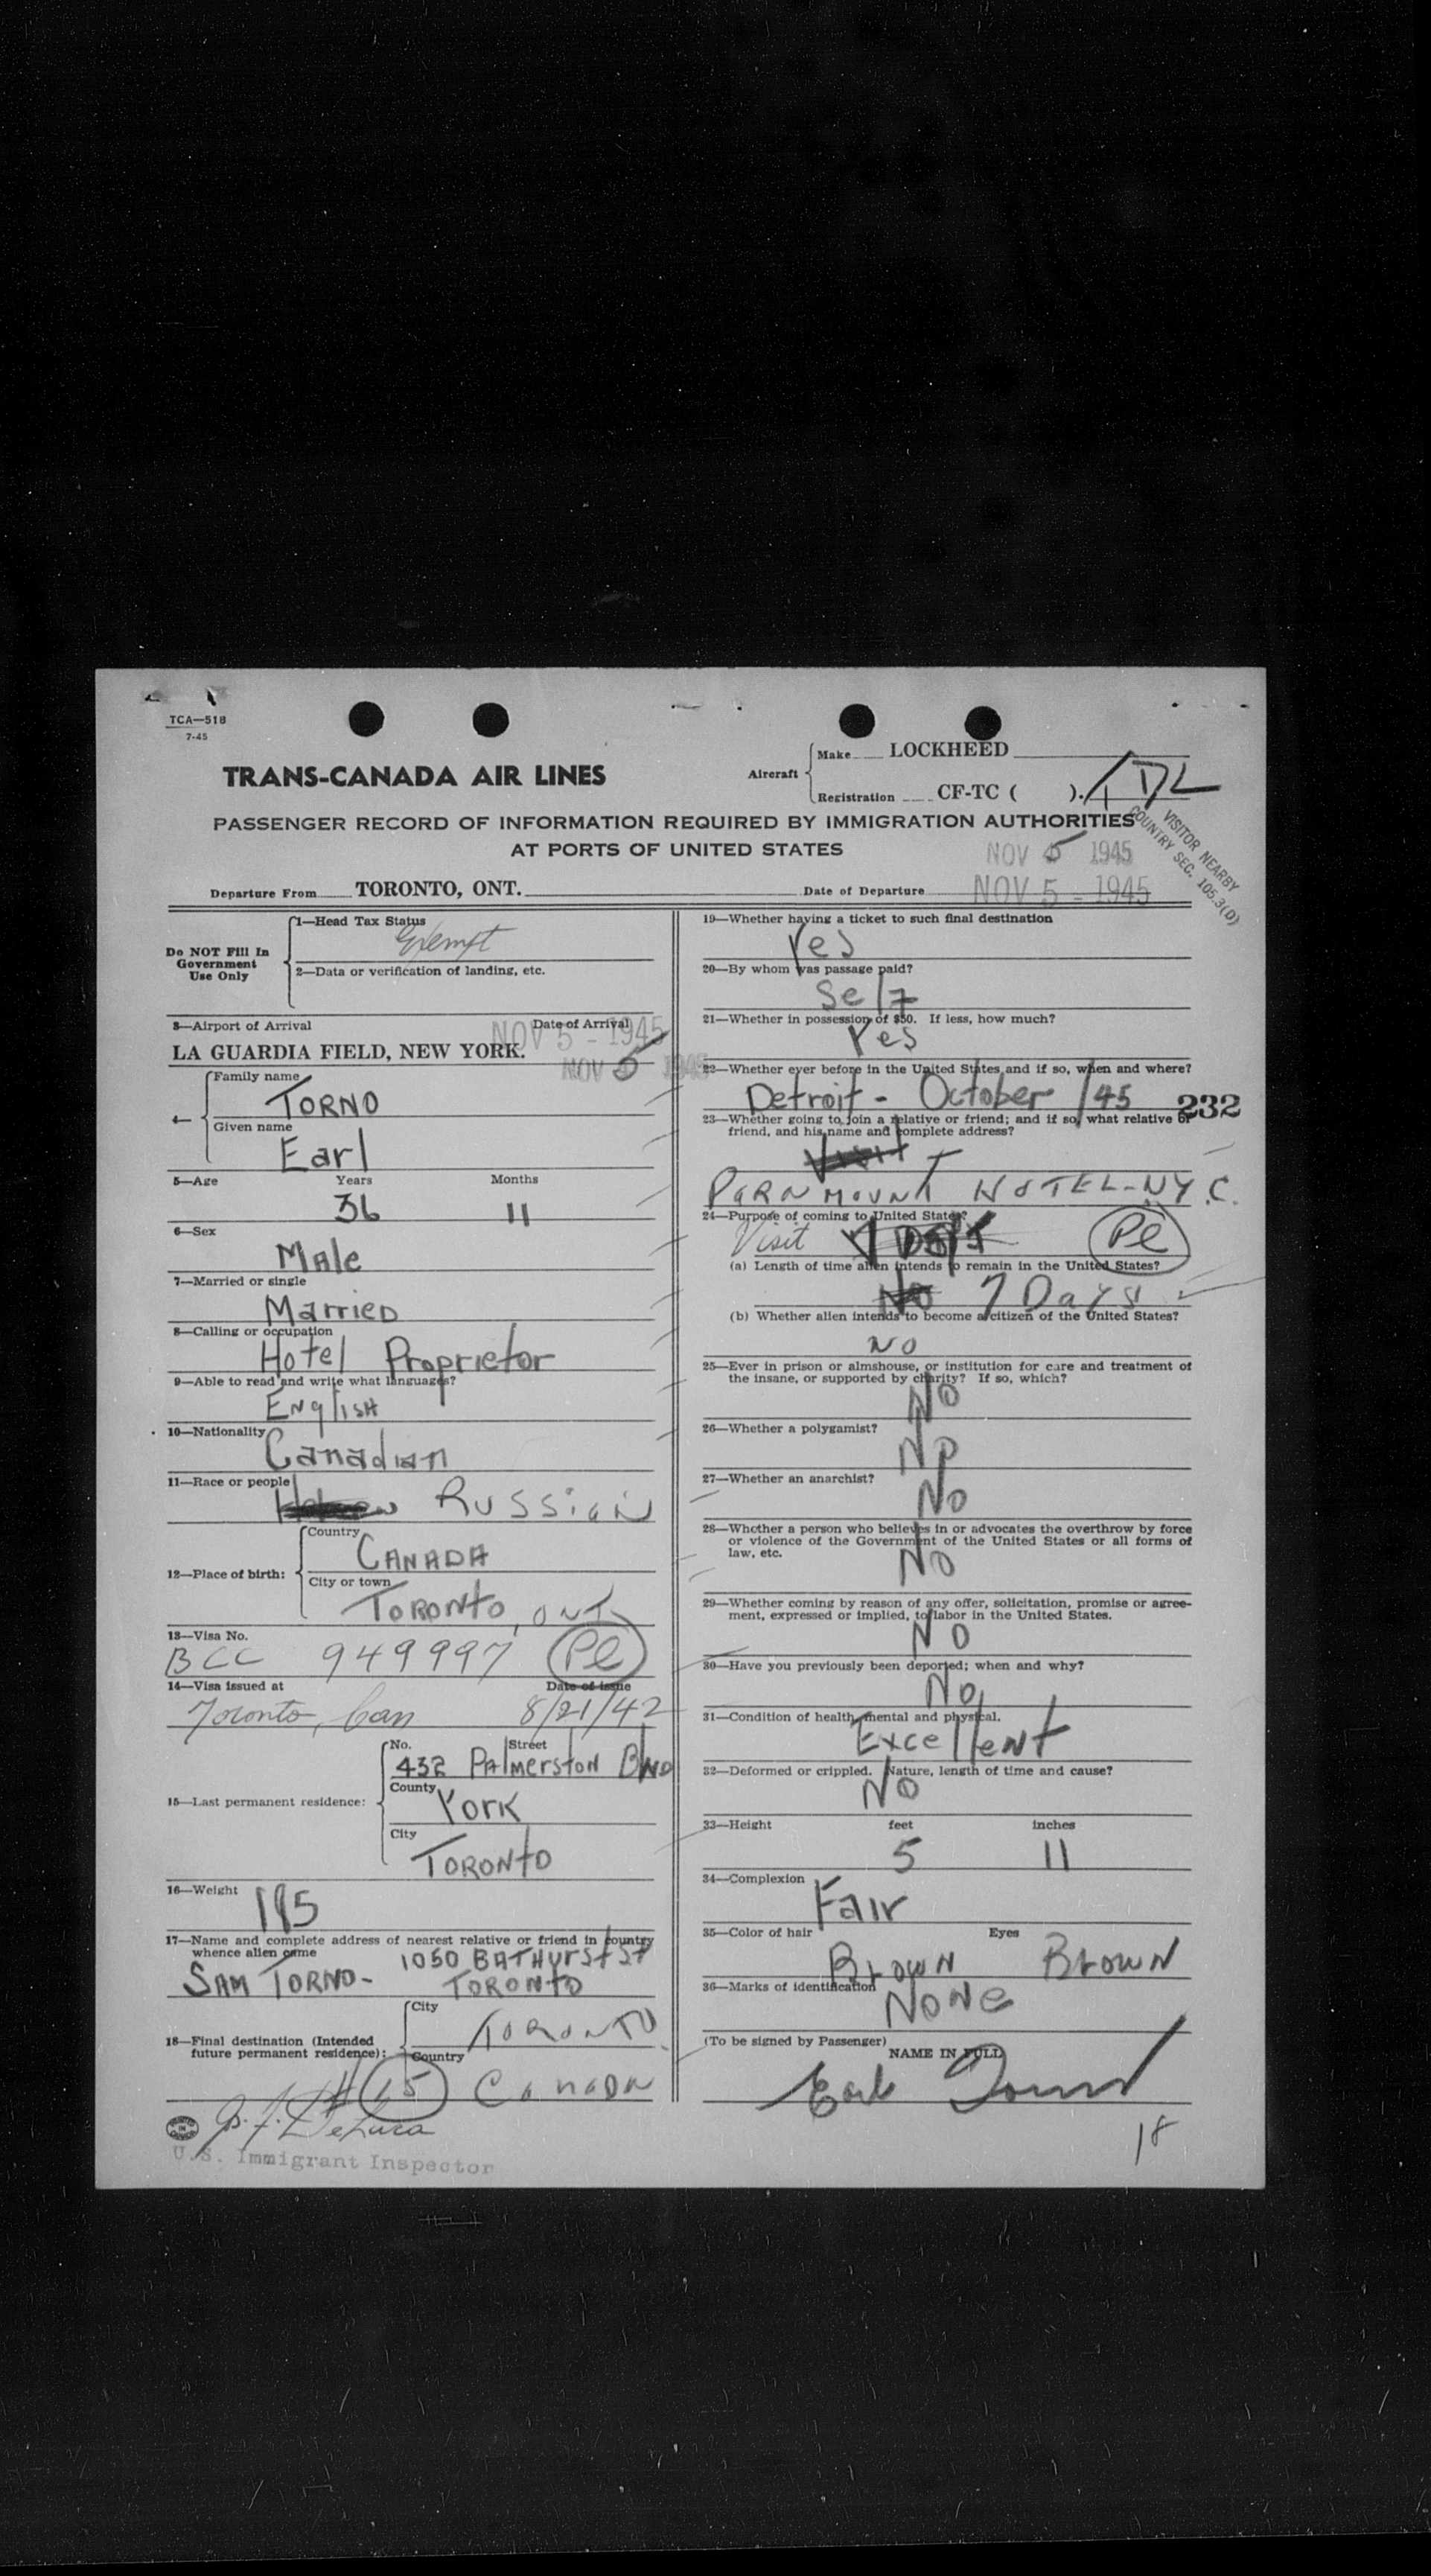 TCA—518
7-45
TRANS-CANADA AIR LINES
Aircraft
Make LOCKHEED
Registration CF-TC ( ).
PASSENGER RECORD OF INFORMATION REQUIRED BY IMMIGRATION AUTHORITIES
AT PORTS OF UNITED STATES
VISITOR NEARBY
COUNTRY SEC. 105.3(D)
NOV 5 1945
Departure From TORONTO, ONT.
Date of Departure NOV 5 - 1945
Do NOT Fill In
Government
Use Only
1—Head Tax Status
Exempt
2—Data or verification of landing, etc.
3—Airport of Arrival Date of Arrival
NOV 5 - 1945
LA GUARDIA FIELD, NEW YORK.
NOV 5 1945
4—
Family name
TORNO
Given name
Earl
5—Age Years Months
36 11
6—Sex
Male
7—Married or single
Married
8—Calling or occupation
Hotel Proprietor
9—Able to read and write what languages?
English
10—Nationality
Canadian
11—Race or people
Russian
12—Place of birth:
Country
CANADA
City or town
TORONTO, ONT
13—Visa No.
BCC 949997 Pl
14—Visa issued at Date of issue
Toronto, Can 8/21/42
15—Last permanent residence:
No. Street
432 Palmerston Blvd
County
York
City
TORONTO
16—Weight
195
17—Name and complete address of nearest relative or friend in country
whence alien came
1050 BATHURST ST
SAM TORNO - TORONTO
18—Final destination (Intended
future permanent residence):
City
TORONTO
Country
15 CANADA
U.S. Immigrant Inspector
19—Whether having a ticket to such final destination
Yes
20—By whom was passage paid?
Self
21—Whether in possession of $50. If less, how much?
Yes
22—Whether ever before in the United States and if so, when and where?
Detroit - October /45
232
23—Whether going to join a relative or friend; and if so, what relative or
friend, and his name and complete address?
PARAMOUNT HOTEL - NYC.
24—Purpose of coming to United States?
Visit Pl
(a) Length of time alien intends to remain in the United States?
7 Days
(b) Whether alien intends to become a citizen of the United States?
NO
25—Ever in prison or almshouse, or institution for care and treatment of
the insane, or supported by charity? If so, which?
NO
26—Whether a polygamist?
No
27—Whether an anarchist?
No
28—Whether a person who believes in or advocates the overthrow by force
or violence of the Government of the United States or all forms of
law, etc.
NO
29—Whether coming by reason of any offer, solicitation, promise or agree-
ment, expressed or implied, to labor in the United States.
NO
30—Have you previously been deported; when and why?
No
31—Condition of health, mental and physical.
Excellent
32—Deformed or crippled. Nature, length of time and cause?
NO
33—Height feet inches
5 11
34—Complexion
Fair
35—Color of hair Eyes
Brown Brown
36—Marks of identification
None
(To be signed by Passenger)
NAME IN FULL
Earl Torno
18